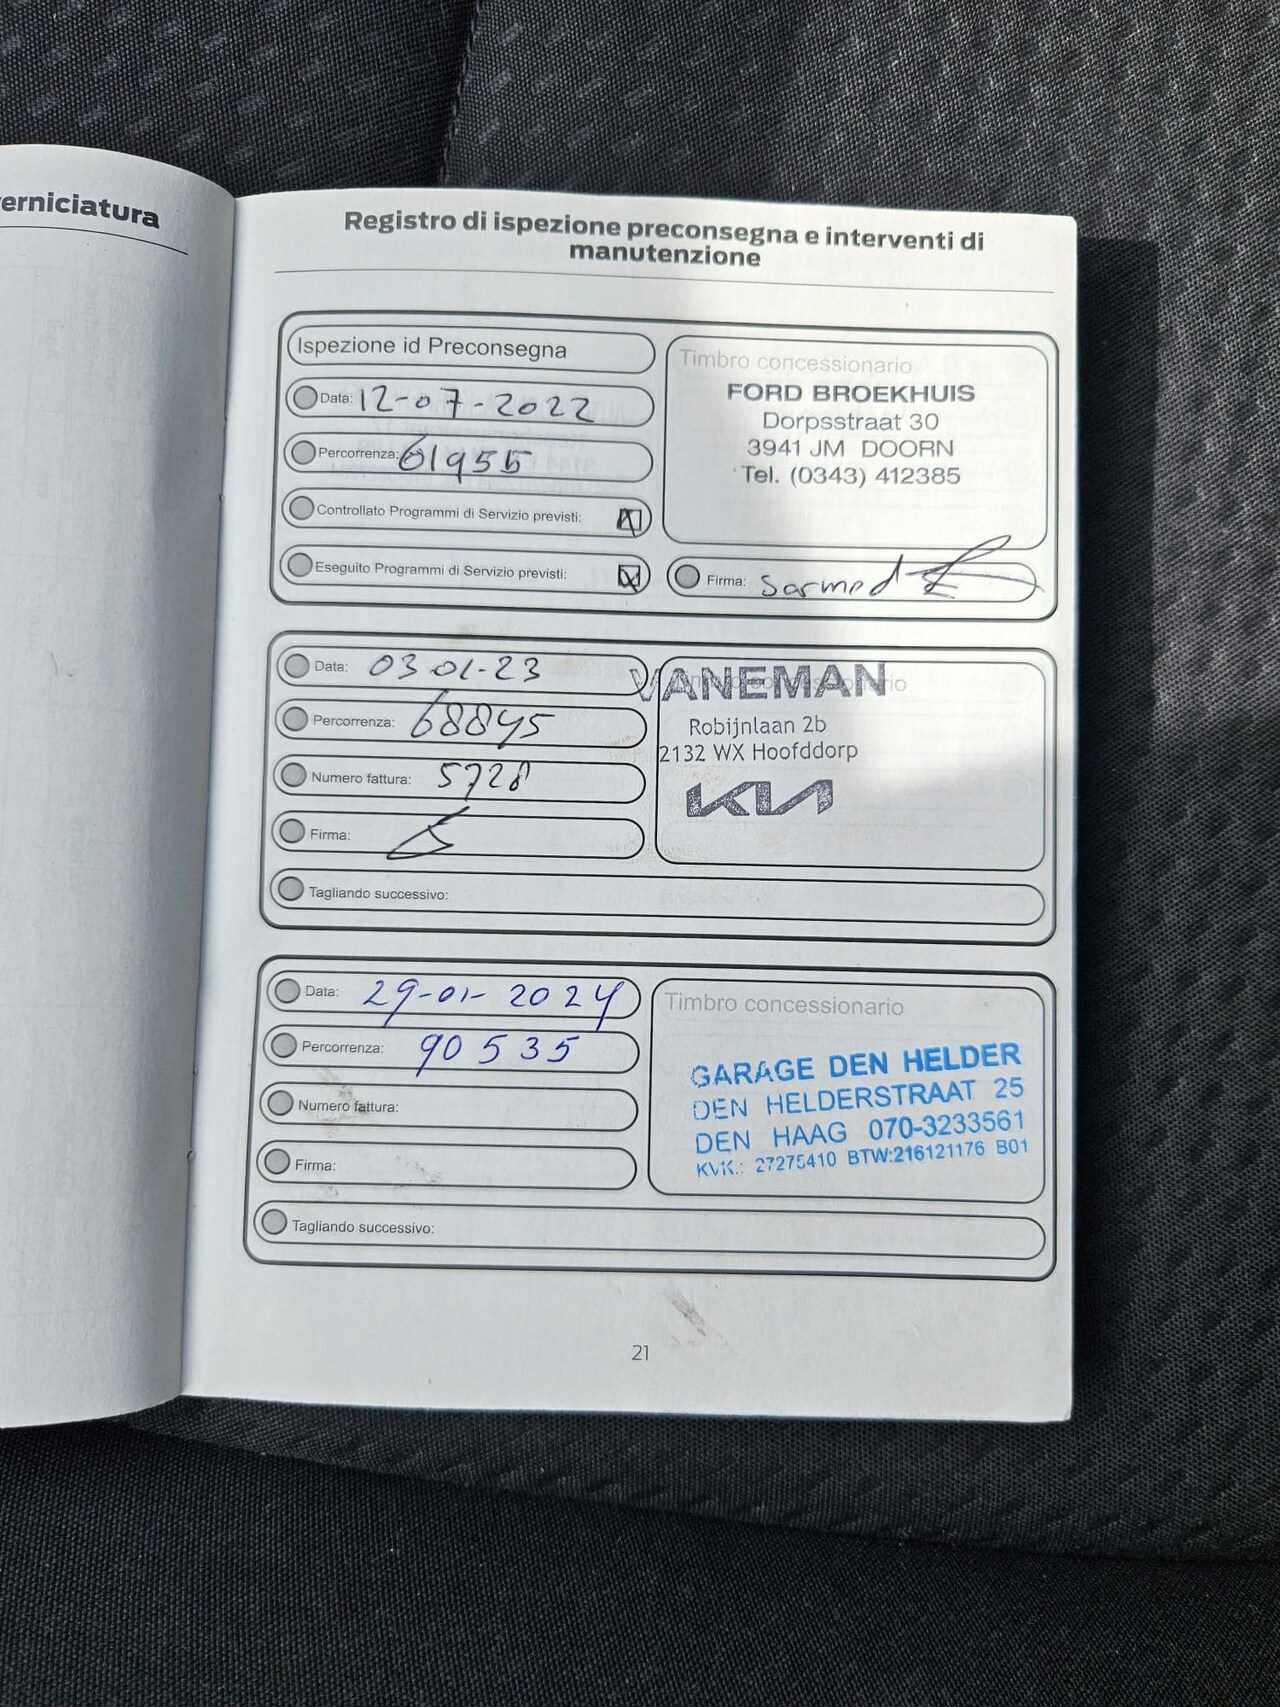 erniciatura
Registro di ispezione preconsegna e interventi di
manutenzione
Ispezione id Preconsegna
Data: 12-07-2022
Percorrenza: 61955
Controllato Programmi di Servizio previsti:
Eseguito Programmi di Servizio previsti:
Timbro concessionario
FORD BROEKHUIS
Dorpsstraat 30
3941 JM DOORN
Tel. (0343) 412385
Firma: Sarmed
Data: 03-01-23
Percorrenza: 68845
Numero fattura: 5728
Firma:
Tagliando successivo:
VANEMAN
Robijnlaan 2b
2132 WX Hoofddorp
KIA
Data: 29-01-2024
Percorrenza: 90535
Numero fattura:
Firma:
Tagliando successivo:
Timbro concessionario
GARAGE DEN HELDER
DEN HELDERSTRAAT 25
DEN HAAG 070-3233561
KVK.: 27275410 BTW:216121176 B01
21